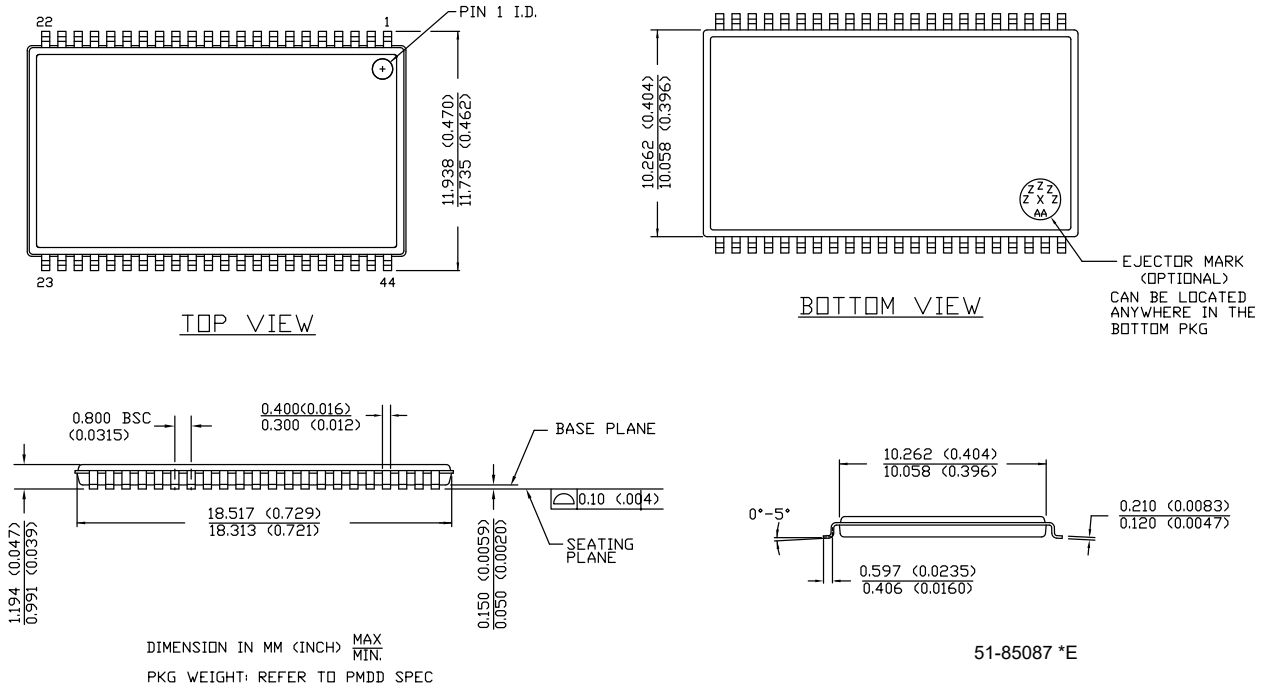 22
1
PIN 1 I.D.
11.938 (0.470)
11.735 (0.462)
23
44
TOP VIEW
10.262 (0.404)
10.058 (0.396)
Z Z Z
Z X Z
AA
EJECTOR MARK
(OPTIONAL)
CAN BE LOCATED
ANYWHERE IN THE
BOTTOM PKG
BOTTOM VIEW
0.800 BSC
(0.0315)
0.400(0.016)
0.300 (0.012)
BASE PLANE
0.10 (.004)
18.517 (0.729)
18.313 (0.721)
SEATING
PLANE
1.194 (0.047)
0.991 (0.039)
0.150 (0.0059)
0.050 (0.0020)
10.262 (0.404)
10.058 (0.396)
0°-5°
0.210 (0.0083)
0.120 (0.0047)
0.597 (0.0235)
0.406 (0.0160)
DIMENSION IN MM (INCH) MAX
MIN.
PKG WEIGHT: REFER TO PMDD SPEC
51-85087 *E